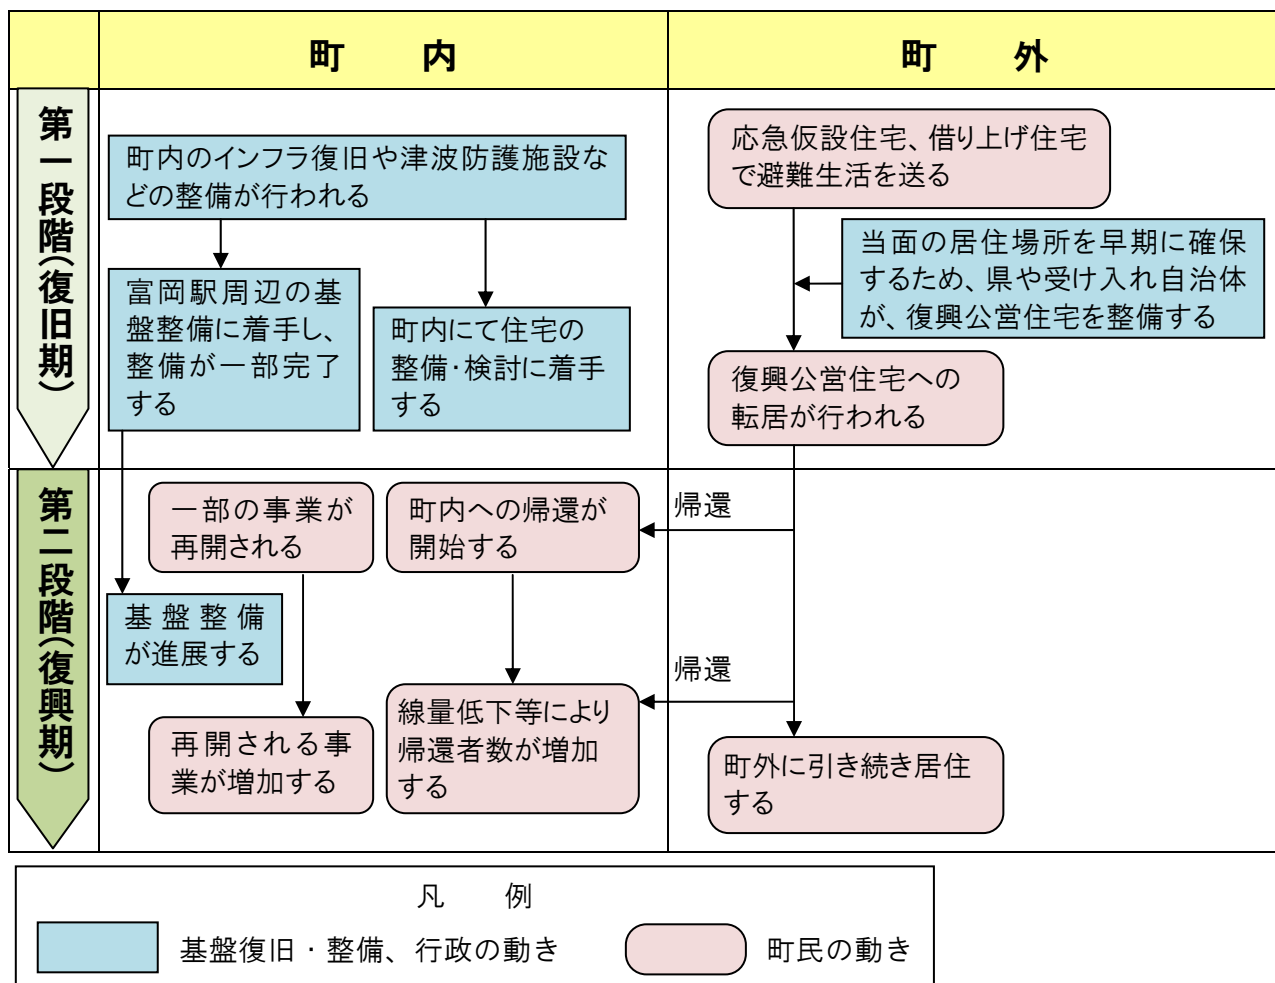 町　内
町　外
第一段階（復旧期）
町内のインフラ復旧や津波防護施設な
どの整備が行われる
富岡駅周辺の基
盤整備に着手し、
整備が一部完了
する
町内にて住宅の
整備・検討に着手
する
応急仮設住宅、借り上げ住宅
で避難生活を送る
当面の居住場所を早期に確保
するため、県や受け入れ自治体
が、復興公営住宅を整備する
復興公営住宅への
転居が行われる
第二段階（復興期）
一部の事業が
再開される
町内への帰還が
開始する
帰還
基盤整備
が進展する
帰還
再開される事
業が増加する
線量低下等により
帰還者数が増加
する
町外に引き続き居住
する
凡　例
基盤復旧・整備、行政の動き
町民の動き